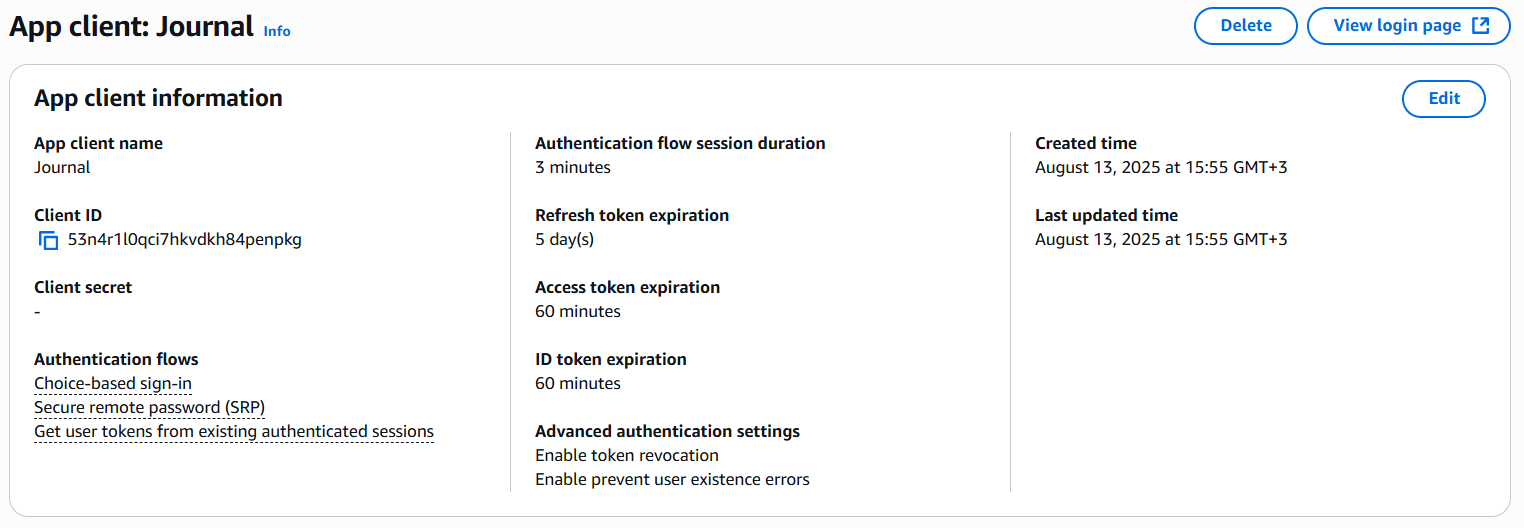 App client: Journal Info
Delete
View login page
App client information
Edit
App client name
Journal
Client ID
53n4r1l0qci7hkvdkh84penpkg
Client secret
-
Authentication flows
Choice-based sign-in
Secure remote password (SRP)
Get user tokens from existing authenticated sessions
Authentication flow session duration
3 minutes
Refresh token expiration
5 day(s)
Access token expiration
60 minutes
ID token expiration
60 minutes
Advanced authentication settings
Enable token revocation
Enable prevent user existence errors
Created time
August 13, 2025 at 15:55 GMT+3
Last updated time
August 13, 2025 at 15:55 GMT+3